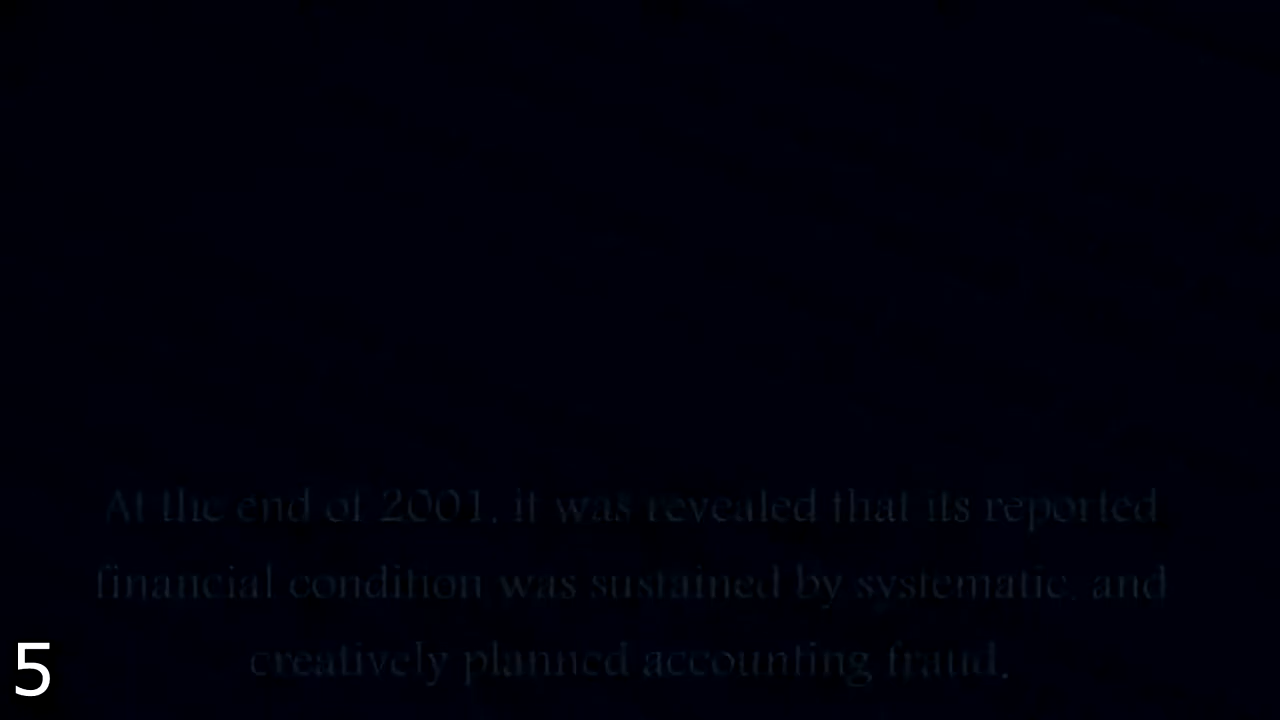 At the end of 2001, it was revealed that its reported
financial condition was sustained by systematic, and
creatively planned accounting fraud.
5